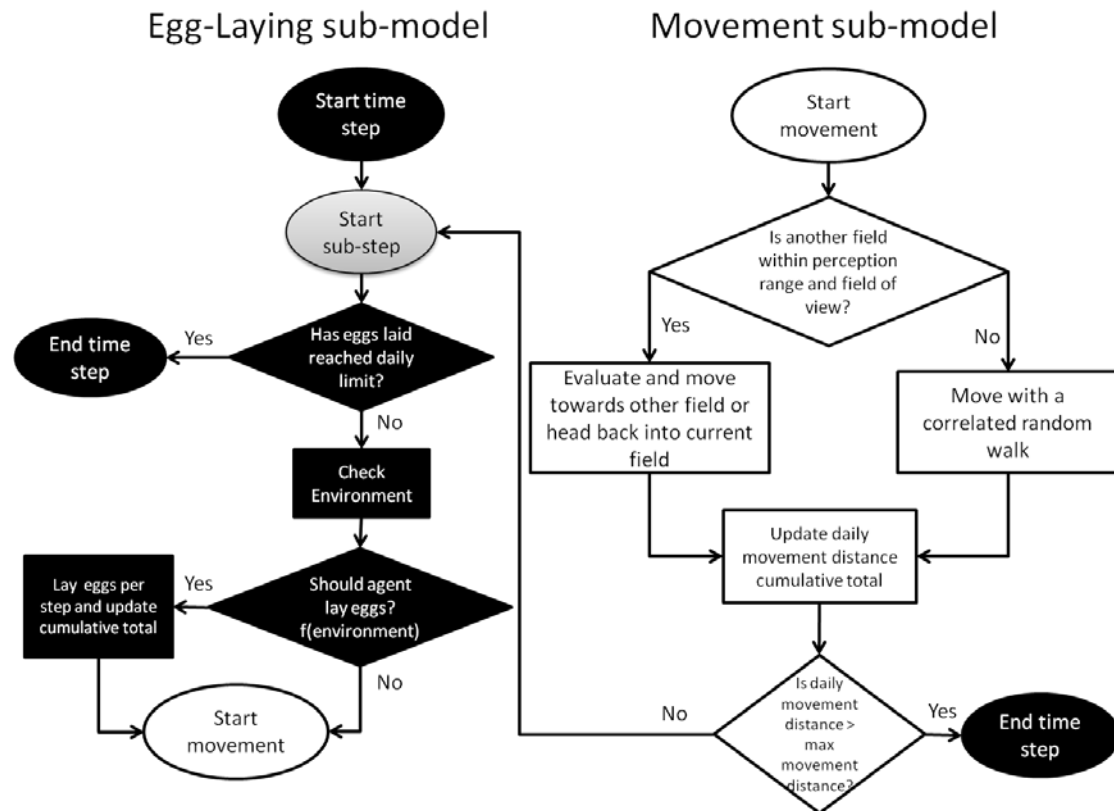 Egg-Laying sub-model
Start time
step
Start
sub-step
Has eggs laid
reached daily
limit?
Yes
End time
step
No
Check
Environment
Should agent
lay eggs?
f(environment)
Yes
Lay eggs per
step and update
cumulative total
No
Start
movement
Movement sub-model
Start
movement
Is another field
within perception
range and field of
view?
Yes
No
Evaluate and move
towards other field or
head back into current
field
Move with a
correlated random
walk
Update daily
movement distance
cumulative total
Is daily
movement
distance >
max
movement
distance?
No
Yes
End time
step